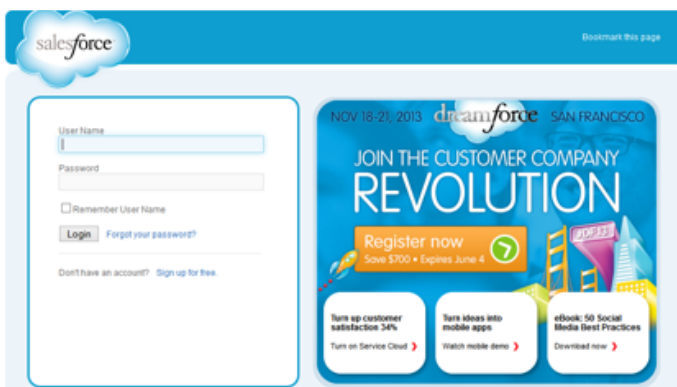 salesforce
Bookmark this page
User Name
Password
Remember User Name
Login Forgot your password?
Don't have an account? Sign up for free.
NOV 18-21, 2013 dreamforce SAN FRANCISCO
JOIN THE CUSTOMER COMPANY
REVOLUTION
Register now
Save $700 • Expires June 4
#DF13
Turn up customer
satisfaction 34%
Turn on Service Cloud
Turn ideas into
mobile apps
Watch mobile demo
eBook: 50 Social
Media Best Practices
Download now